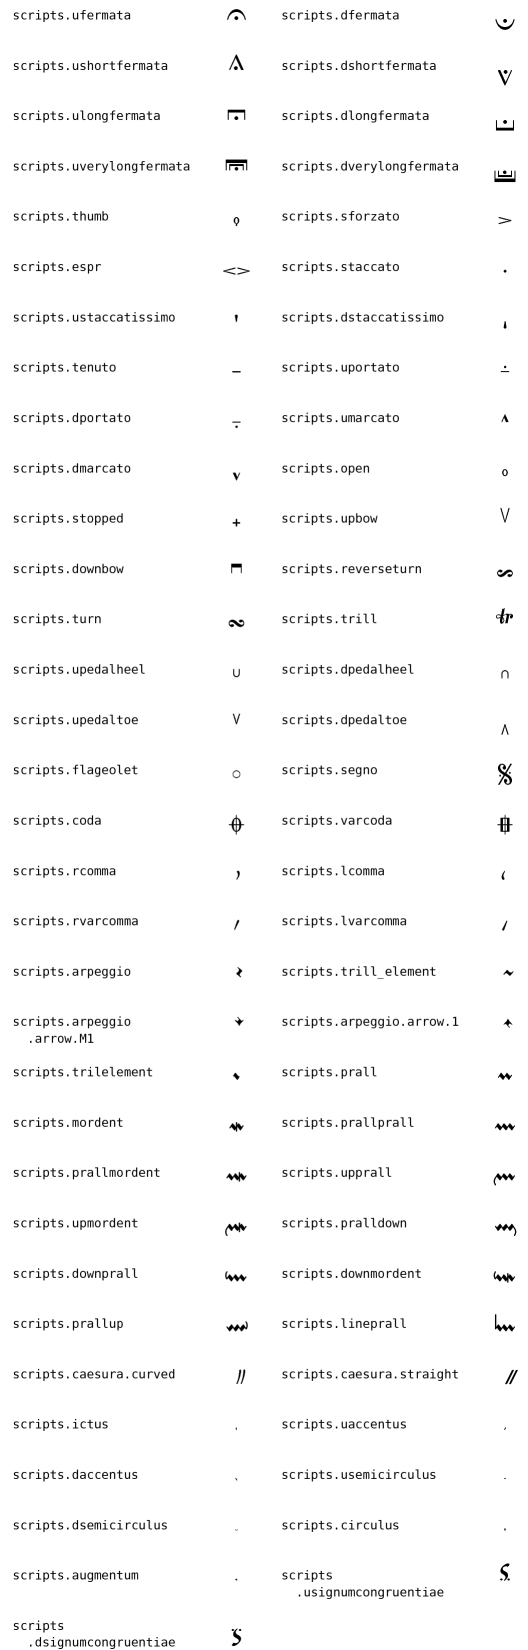 scripts.ufermata scripts.dfermata
scripts.ushortfermata scripts.dshortfermata
scripts.ulongfermata scripts.dlongfermata
scripts.uverylongfermata scripts.dverylongfermata
scripts.thumb scripts.sforzato
scripts.espr scripts.staccato
scripts.ustaccatissimo scripts.dstaccatissimo
scripts.tenuto scripts.uportato
scripts.dportato scripts.umarcato
scripts.dmarcato scripts.open
scripts.stopped scripts.upbow
scripts.downbow scripts.reverseturn
scripts.turn scripts.trill
scripts.upedalheel scripts.dpedalheel
scripts.upedaltoe scripts.dpedaltoe
scripts.flageolet scripts.segno
scripts.coda scripts.varcoda
scripts.rcomma scripts.lcomma
scripts.rvarcomma scripts.lvarcomma
scripts.arpeggio scripts.trill_element
scripts.arpeggio scripts.arpeggio.arrow.1
.arrow.M1
scripts.trilelement scripts.prall
scripts.mordent scripts.prallprall
scripts.prallmordent scripts.upprall
scripts.upmordent scripts.pralldown
scripts.downprall scripts.downmordent
scripts.prallup scripts.lineprall
scripts.caesura.curved scripts.caesura.straight
scripts.ictus scripts.uaccentus
scripts.daccentus scripts.usemicirculus
scripts.dsemicirculus scripts.circulus
scripts.augmentum scripts
.usignumcongruentiae
scripts
.dsignumcongruentiae